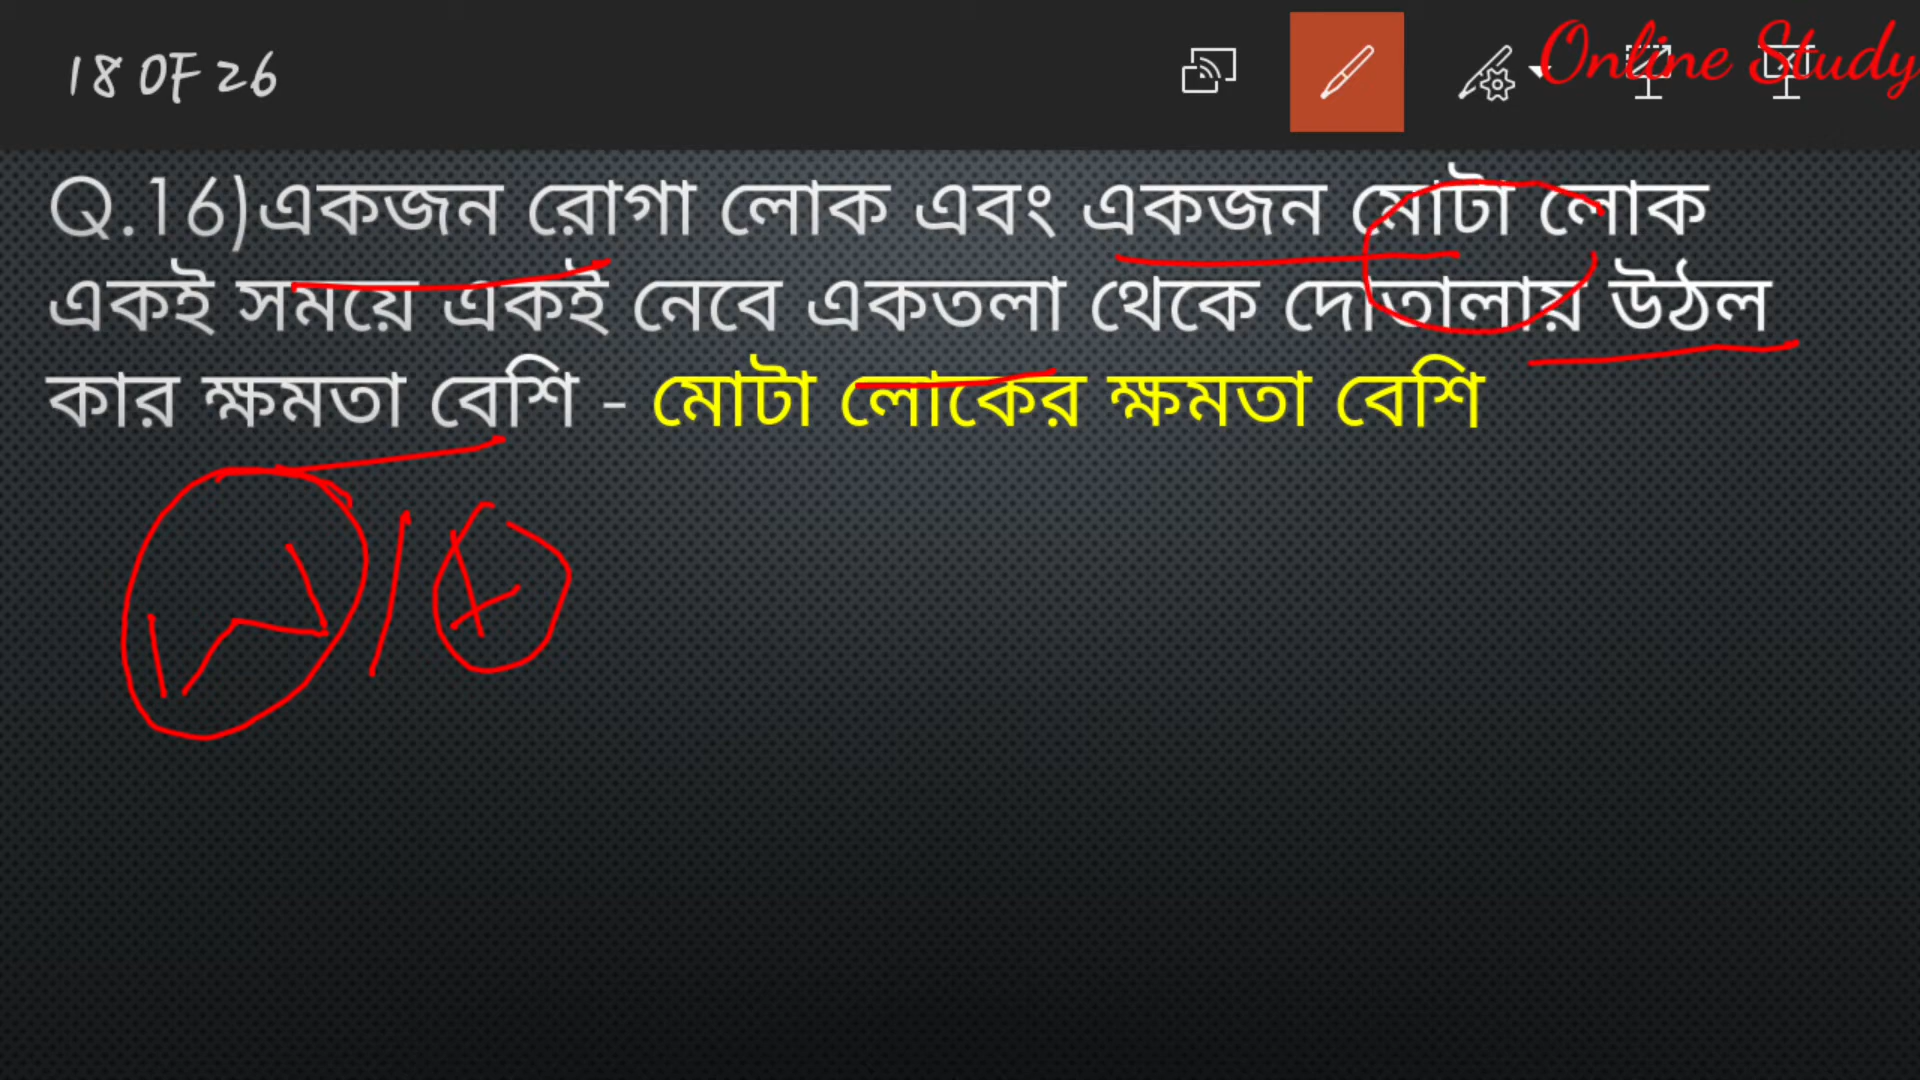 18 OF 26
Online Study
Q.16)একজন রোগা লোক এবং একজন মোটা লোক
একই সময়ে একই নেবে একতলা থেকে দোতালায় উঠল
কার ক্ষমতা বেশি - মোটা লোকের ক্ষমতা বেশি